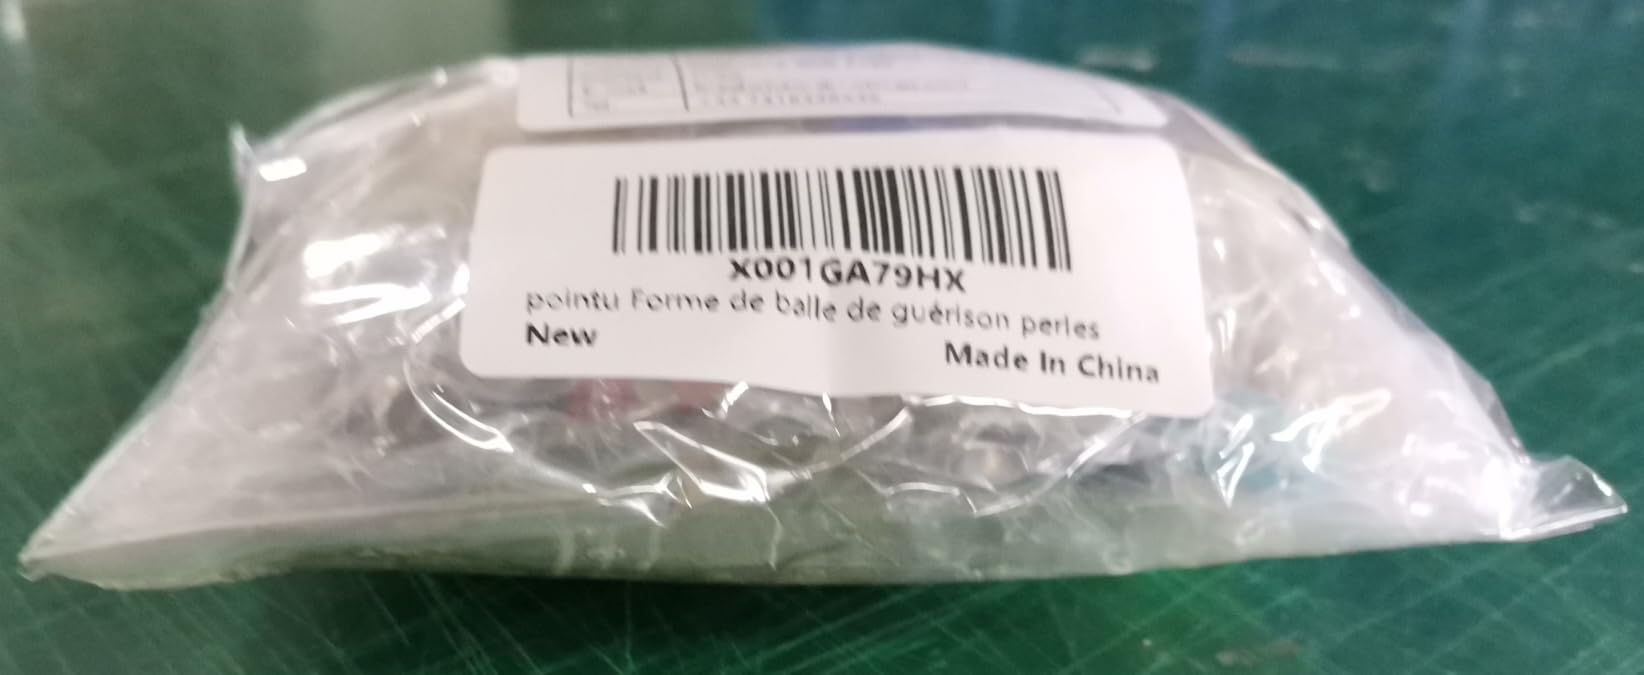 X001GA79HX
pointu Forme de balle de guérison perles
New
Made In China